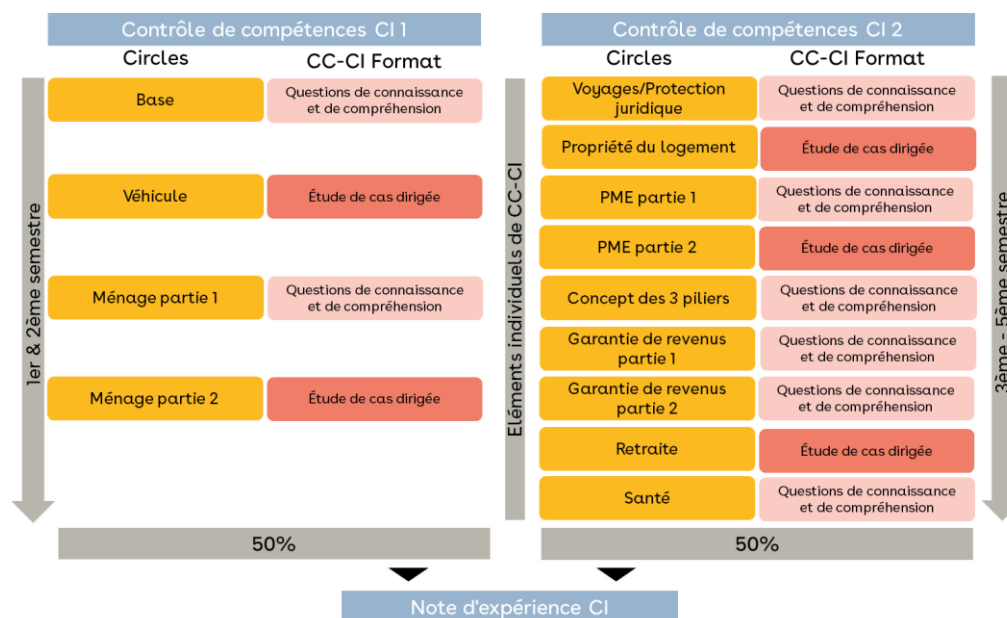 Contrôle de compétences CI 1
Circles
CC-CI Format
1er & 2ème semestre
Base
Questions de connaissance
et de compréhension
Véhicule
Étude de cas dirigée
Ménage partie 1
Questions de connaissance
et de compréhension
Ménage partie 2
Étude de cas dirigée
50%
Contrôle de compétences CI 2
Circles
CC-CI Format
Eléments individuels de CC-CI
Voyages/Protection
juridique
Questions de connaissance
et de compréhension
Propriété du logement
Étude de cas dirigée
PME partie 1
Questions de connaissance
et de compréhension
PME partie 2
Étude de cas dirigée
Concept des 3 piliers
Questions de connaissance
et de compréhension
Garantie de revenus
partie 1
Questions de connaissance
et de compréhension
Garantie de revenus
partie 2
Questions de connaissance
et de compréhension
Retraite
Étude de cas dirigée
Santé
Questions de connaissance
et de compréhension
3ème - 5ème semestre
50%
Note d'expérience CI